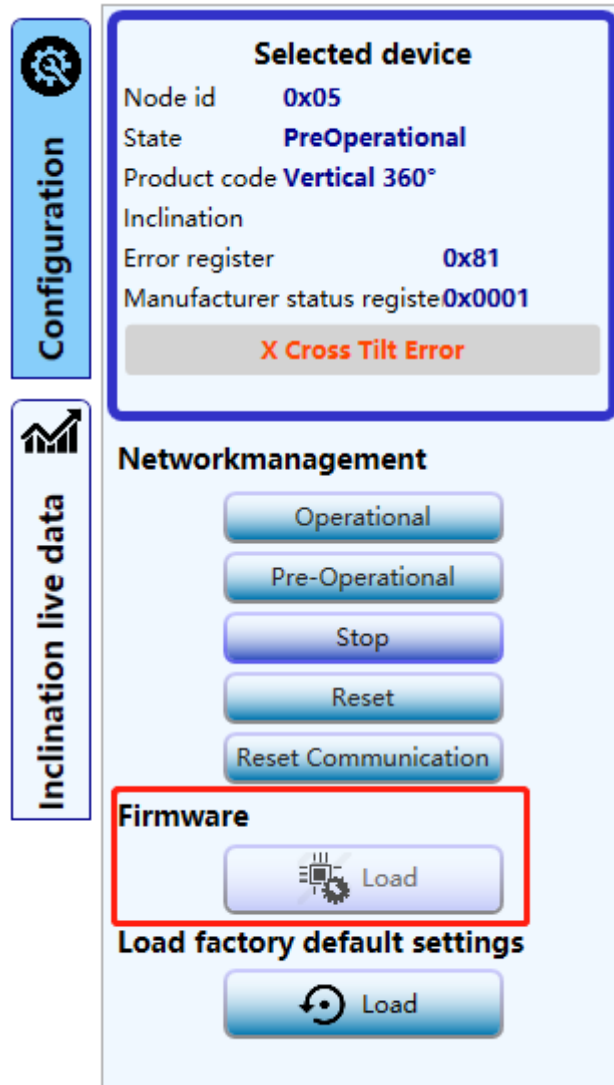 Configuration
Inclination live data
Selected device
Node id 0x05
State PreOperational
Product code Vertical 360°
Inclination
Error register 0x81
Manufacturer status registe 0x0001
X Cross Tilt Error
Networkmanagement
Operational
Pre-Operational
Stop
Reset
Reset Communication
Firmware
Load
Load factory default settings
Load